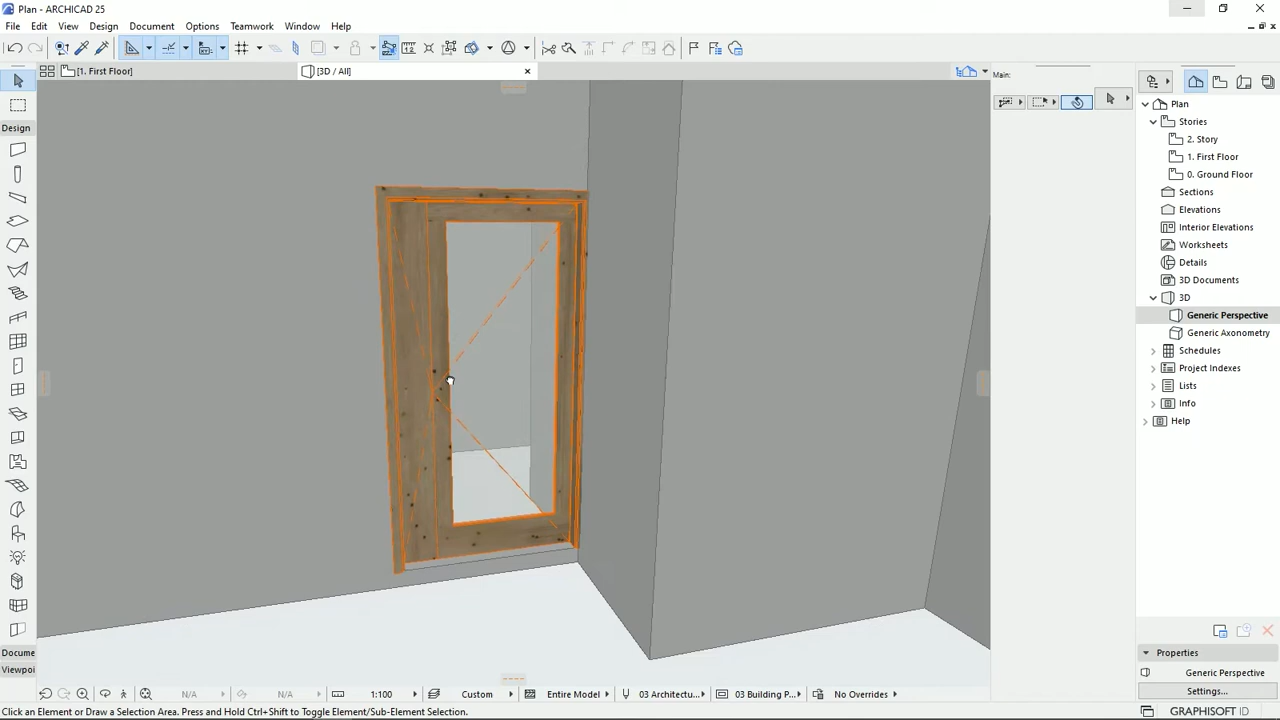 Plan - ARCHICAD 25
File Edit View Design Document Options Teamwork Window Help
[1. First Floor]
[3D / All]
Main:
Design
Docume
Viewpoi
Plan
Stories
2. Story
1. First Floor
0. Ground Floor
Sections
Elevations
Interior Elevations
Worksheets
Details
3D Documents
3D
Generic Perspective
Generic Axonometry
Schedules
Project Indexes
Lists
Info
Help
Properties
Generic Perspective
Settings...
N/A N/A 1:100 Custom Entire Model 03 Architectu... 03 Building P... No Overrides
Click an Element or Draw a Selection Area. Press and Hold Ctrl+Shift to Toggle Element/Sub-Element Selection.
GRAPHISOFT ID